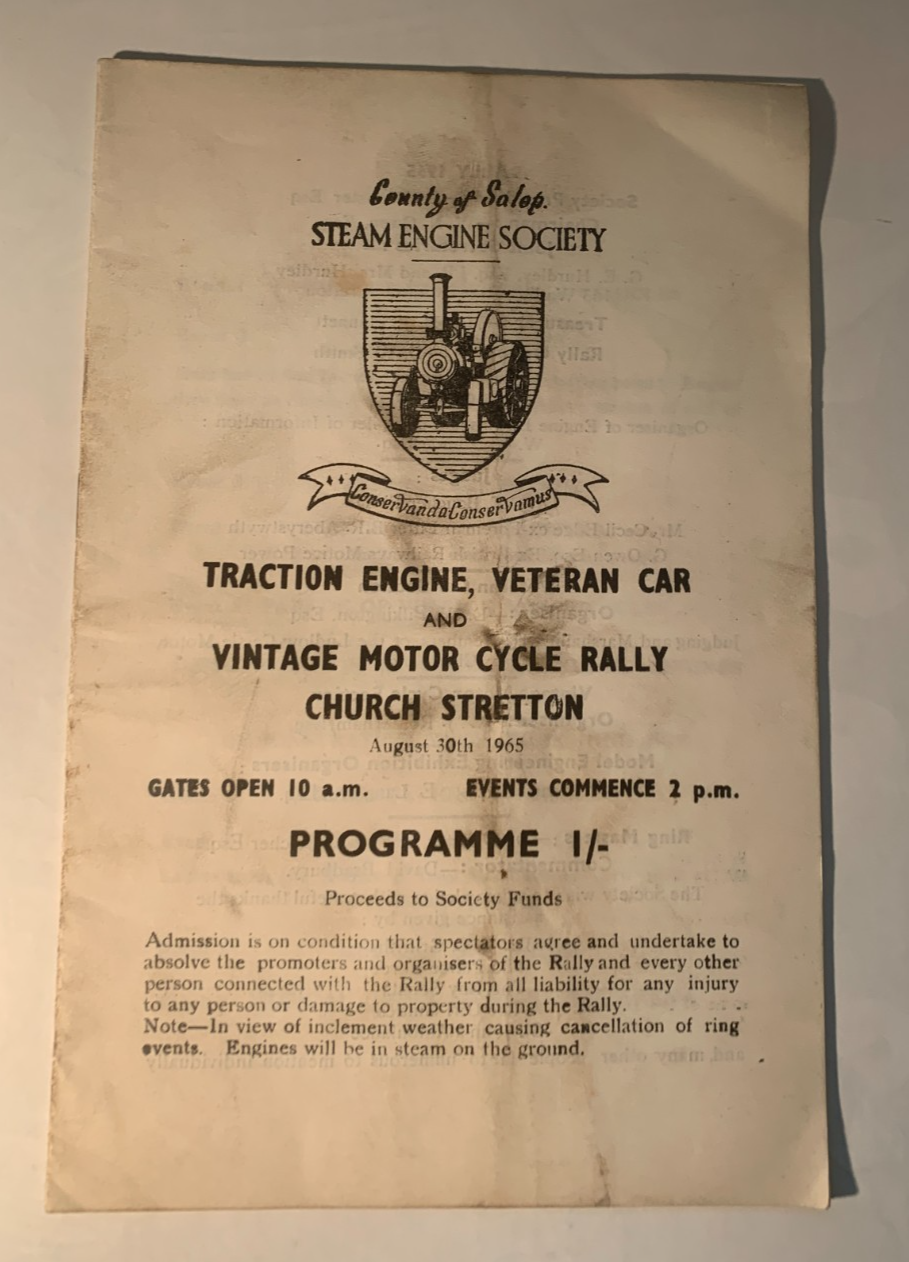 County of Salop.
STEAM ENGINE SOCIETY
Conservanda Conservamus
TRACTION ENGINE, VETERAN CAR
AND
VINTAGE MOTOR CYCLE RALLY
CHURCH STRETTON
August 30th 1965
GATES OPEN 10 a.m. EVENTS COMMENCE 2 p.m.
PROGRAMME 1/-
Proceeds to Society Funds
Admission is on condition that spectators agree and undertake to
absolve the promoters and organisers of the Rally and every other
person connected with the Rally from all liability for any injury
to any person or damage to property during the Rally.
Note—In view of inclement weather causing cancellation of ring
events. Engines will be in steam on the ground.